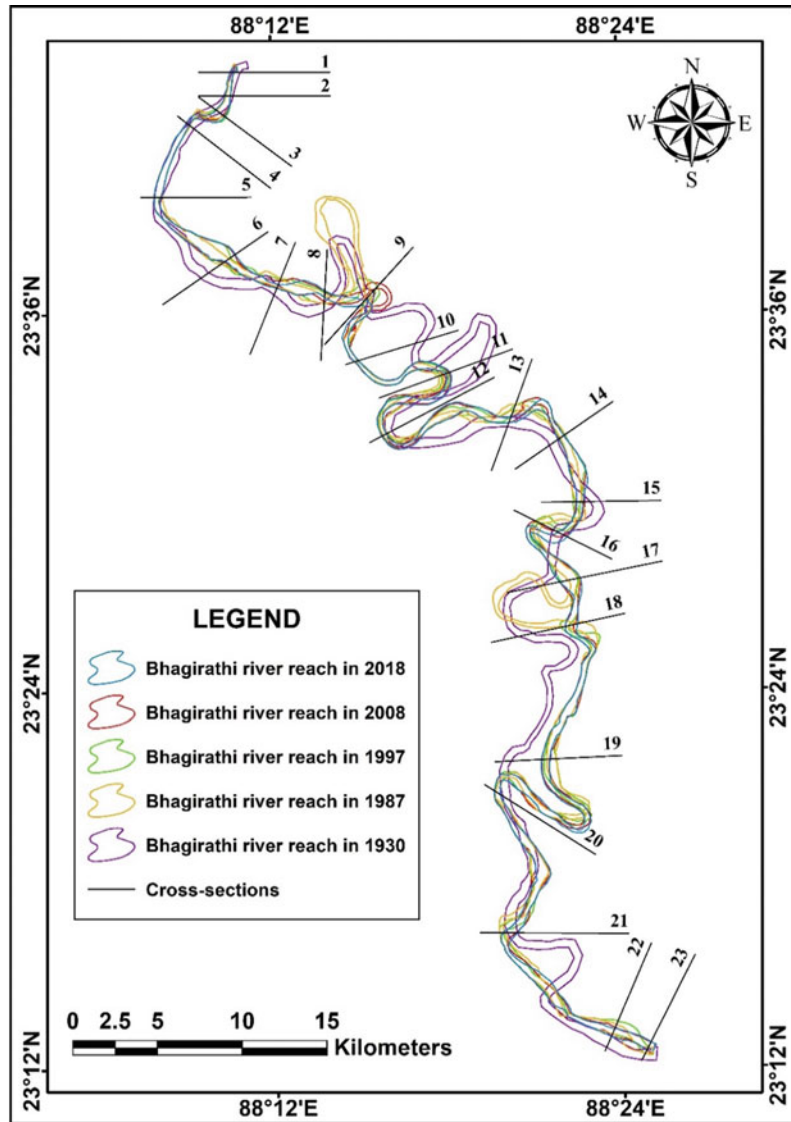 88°12'E 88°24'E
N
W E
S
1
2
3
4
5
6
7
8
9
10
11
12
13
14
15
16
17
18
19
20
21
22
23
23°36'N 23°36'N
23°24'N 23°24'N
23°12'N 23°12'N
LEGEND
Bhagirathi river reach in 2018
Bhagirathi river reach in 2008
Bhagirathi river reach in 1997
Bhagirathi river reach in 1987
Bhagirathi river reach in 1930
Cross-sections
0 2.5 5 10 15
Kilometers
88°12'E 88°24'E